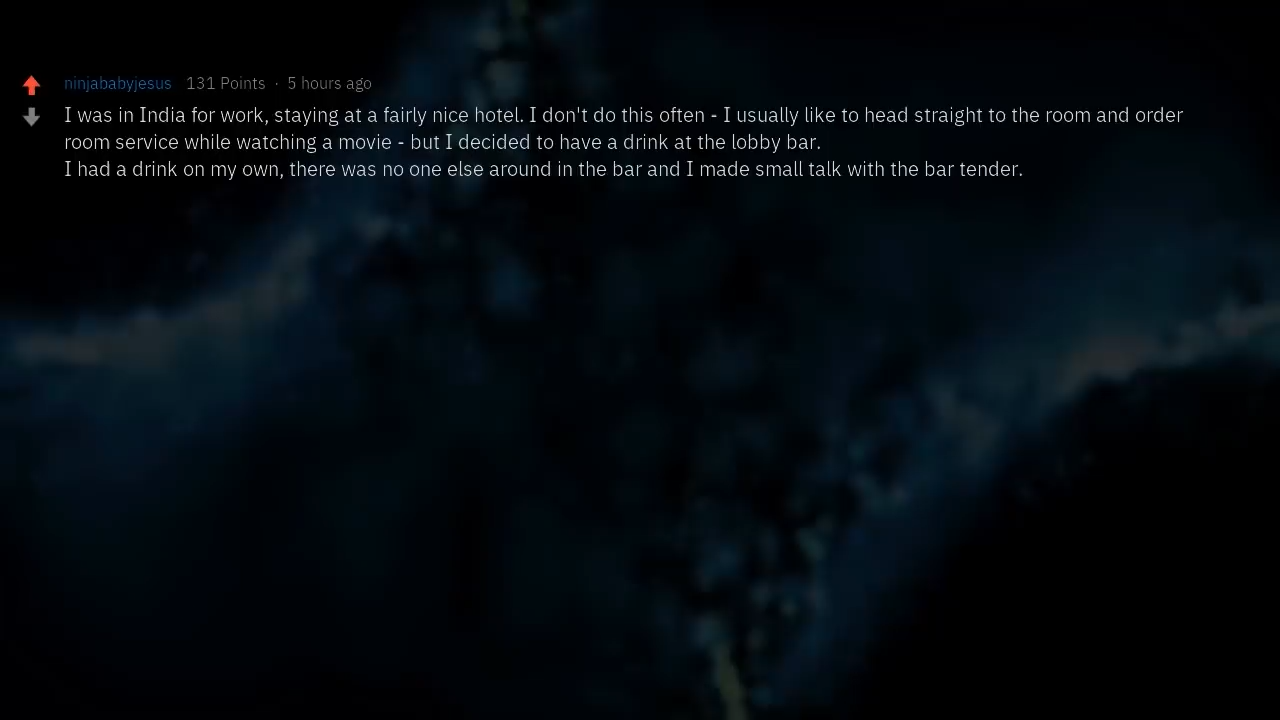 ninjababyjesus 131 Points · 5 hours ago
I was in India for work, staying at a fairly nice hotel. I don't do this often - I usually like to head straight to the room and order
room service while watching a movie - but I decided to have a drink at the lobby bar.
I had a drink on my own, there was no one else around in the bar and I made small talk with the bar tender.